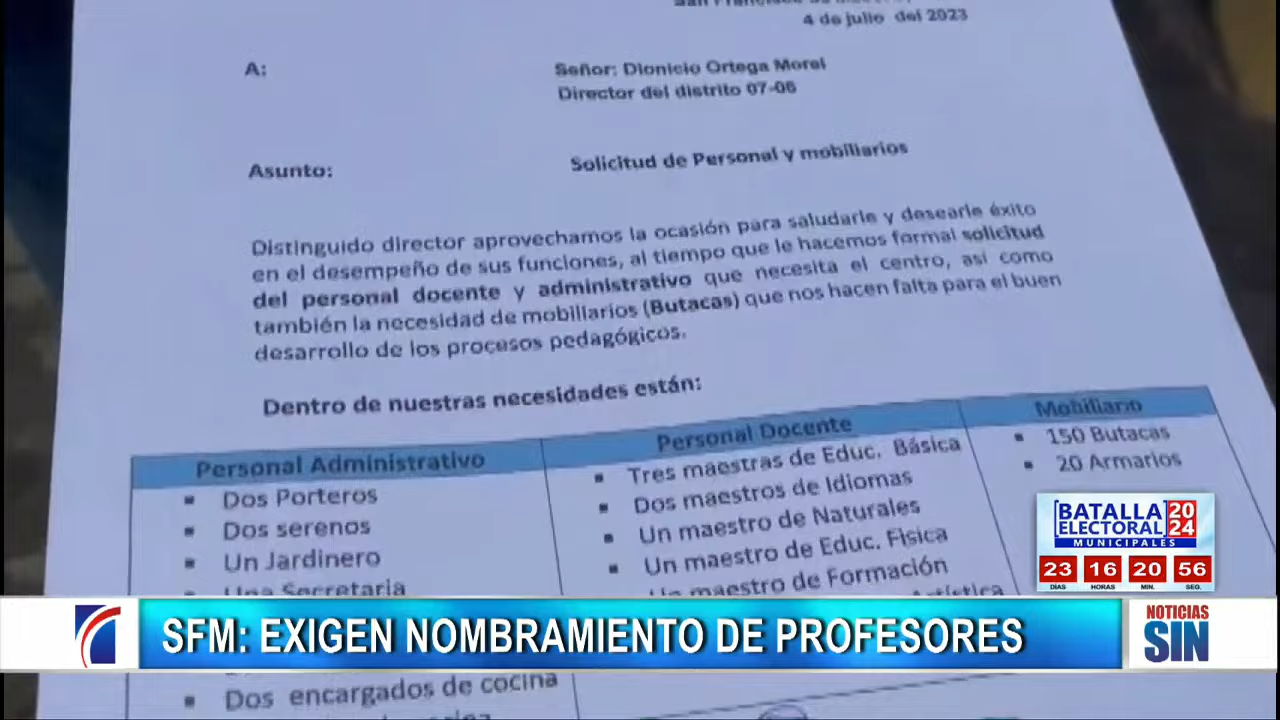 4 de julio del 2023
A:
Señor: Dionicio Ortega Morel
Director del distrito 07-06
Asunto:
Solicitud de Personal y mobiliarios
Distinguido director aprovechamos la ocasión para saludarle y desearle éxito
en el desempeño de sus funciones, al tiempo que le hacemos formal solicitud
del personal docente y administrativo que necesita el centro, así como
también la necesidad de mobiliarios (Butacas) que nos hacen falta para el buen
desarrollo de los procesos pedagógicos.
Dentro de nuestras necesidades están:
Personal Administrativo
▪ Dos Porteros
▪ Dos serenos
▪ Un Jardinero
Una Secretaria
▪ Dos encargados de cocina
Personal Docente
▪ Tres maestras de Educ. Básica
▪ Dos maestros de Idiomas
▪ Un maestro de Naturales
▪ Un maestro de Educ. Física
Un maestro de Formación
Artística
Mobiliario
▪ 150 Butacas
▪ 20 Armarios
BATALLA ELECTORAL 2024
MUNICIPALES
23 16 20 56
DÍAS HORAS MIN. SEG.
SFM: EXIGEN NOMBRAMIENTO DE PROFESORES
NOTICIAS
SIN